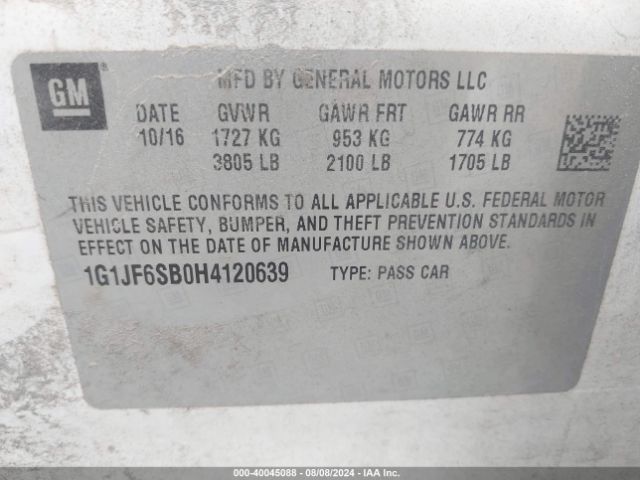 GM ®
MFD BY GENERAL MOTORS LLC
DATE GVWR GAWR FRT GAWR RR
10/16 1727 KG 953 KG 774 KG
3805 LB 2100 LB 1705 LB
THIS VEHICLE CONFORMS TO ALL APPLICABLE U.S. FEDERAL MOTOR
VEHICLE SAFETY, BUMPER, AND THEFT PREVENTION STANDARDS IN
EFFECT ON THE DATE OF MANUFACTURE SHOWN ABOVE.
1G1JF6SB0H4120639 TYPE: PASS CAR
000-40045088 - 08/08/2024 - IAA Inc.